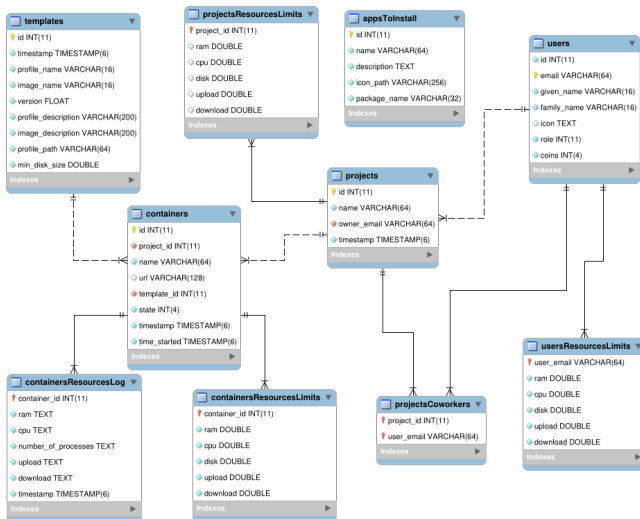 templates
id INT(11)
timestamp TIMESTAMP(6)
profile_name VARCHAR(16)
image_name VARCHAR(16)
version FLOAT
profile_description VARCHAR(200)
image_description VARCHAR(200)
profile_path VARCHAR(64)
min_disk_size DOUBLE
Indexes
projectsResourcesLimits
project_id INT(11)
ram DOUBLE
cpu DOUBLE
disk DOUBLE
upload DOUBLE
download DOUBLE
Indexes
appsToInstall
id INT(11)
name VARCHAR(64)
description TEXT
icon_path VARCHAR(256)
package_name VARCHAR(32)
Indexes
users
id INT(11)
email VARCHAR(64)
given_name VARCHAR(16)
family_name VARCHAR(16)
icon TEXT
role INT(11)
coins INT(4)
Indexes
projects
id INT(11)
name VARCHAR(64)
owner_email VARCHAR(64)
timestamp TIMESTAMP(6)
Indexes
containers
id INT(11)
project_id INT(11)
name VARCHAR(64)
url VARCHAR(128)
template_id INT(11)
state INT(4)
timestamp TIMESTAMP(6)
time_started TIMESTAMP(6)
Indexes
containersResourcesLog
container_id INT(11)
ram TEXT
cpu TEXT
number_of_processes TEXT
upload TEXT
download TEXT
timestamp TIMESTAMP(6)
Indexes
containersResourcesLimits
container_id INT(11)
ram DOUBLE
cpu DOUBLE
disk DOUBLE
upload DOUBLE
download DOUBLE
Indexes
projectsCoworkers
project_id INT(11)
user_email VARCHAR(64)
Indexes
usersResourcesLimits
user_email VARCHAR(64)
ram DOUBLE
cpu DOUBLE
disk DOUBLE
upload DOUBLE
download DOUBLE
Indexes